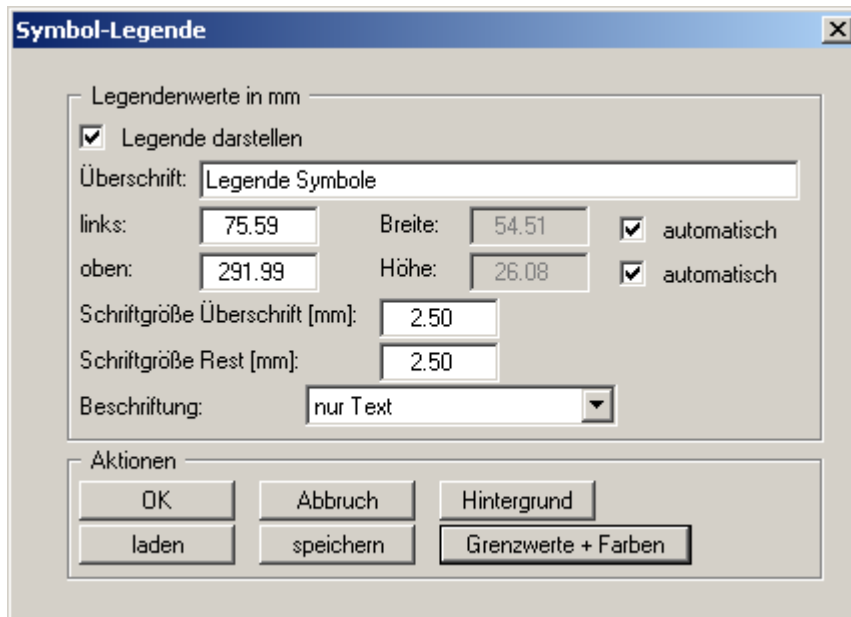 Symbol-Legende
Legendenwerte in mm
Legende darstellen
Überschrift: Legende Symbole
links: 75.59 Breite: 54.51 automatisch
oben: 291.99 Höhe: 26.08 automatisch
Schriftgröße Überschrift [mm]: 2.50
Schriftgröße Rest [mm]: 2.50
Beschriftung: nur Text
Aktionen
OK Abbruch Hintergrund
laden speichern Grenzwerte + Farben